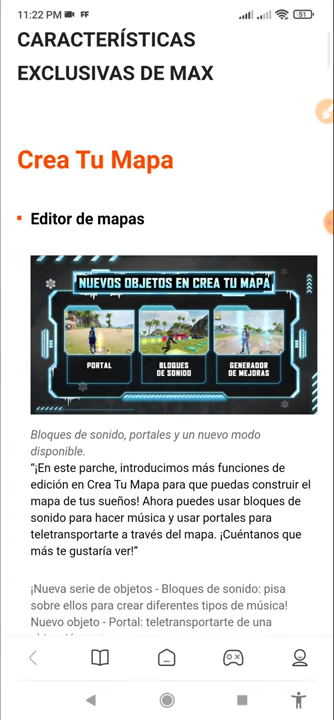 11:22 PM
FF
51
CARACTERÍSTICAS
EXCLUSIVAS DE MAX
Crea Tu Mapa
Editor de mapas
NUEVOS OBJETOS EN CREA TU MAPA
PORTAL
BLOQUES
DE SONIDO
GENERADOR
DE MEJORAS
Bloques de sonido, portales y un nuevo modo
disponible.
“¡En este parche, introducimos más funciones de
edición en Crea Tu Mapa para que puedas construir el
mapa de tus sueños! Ahora puedes usar bloques de
sonido para hacer música y usar portales para
teletransportarte a través del mapa. ¡Cuéntanos que
más te gustaría ver!”
¡Nueva serie de objetos - Bloques de sonido: pisa
sobre ellos para crear diferentes tipos de música!
Nuevo objeto - Portal: teletransportarte de una